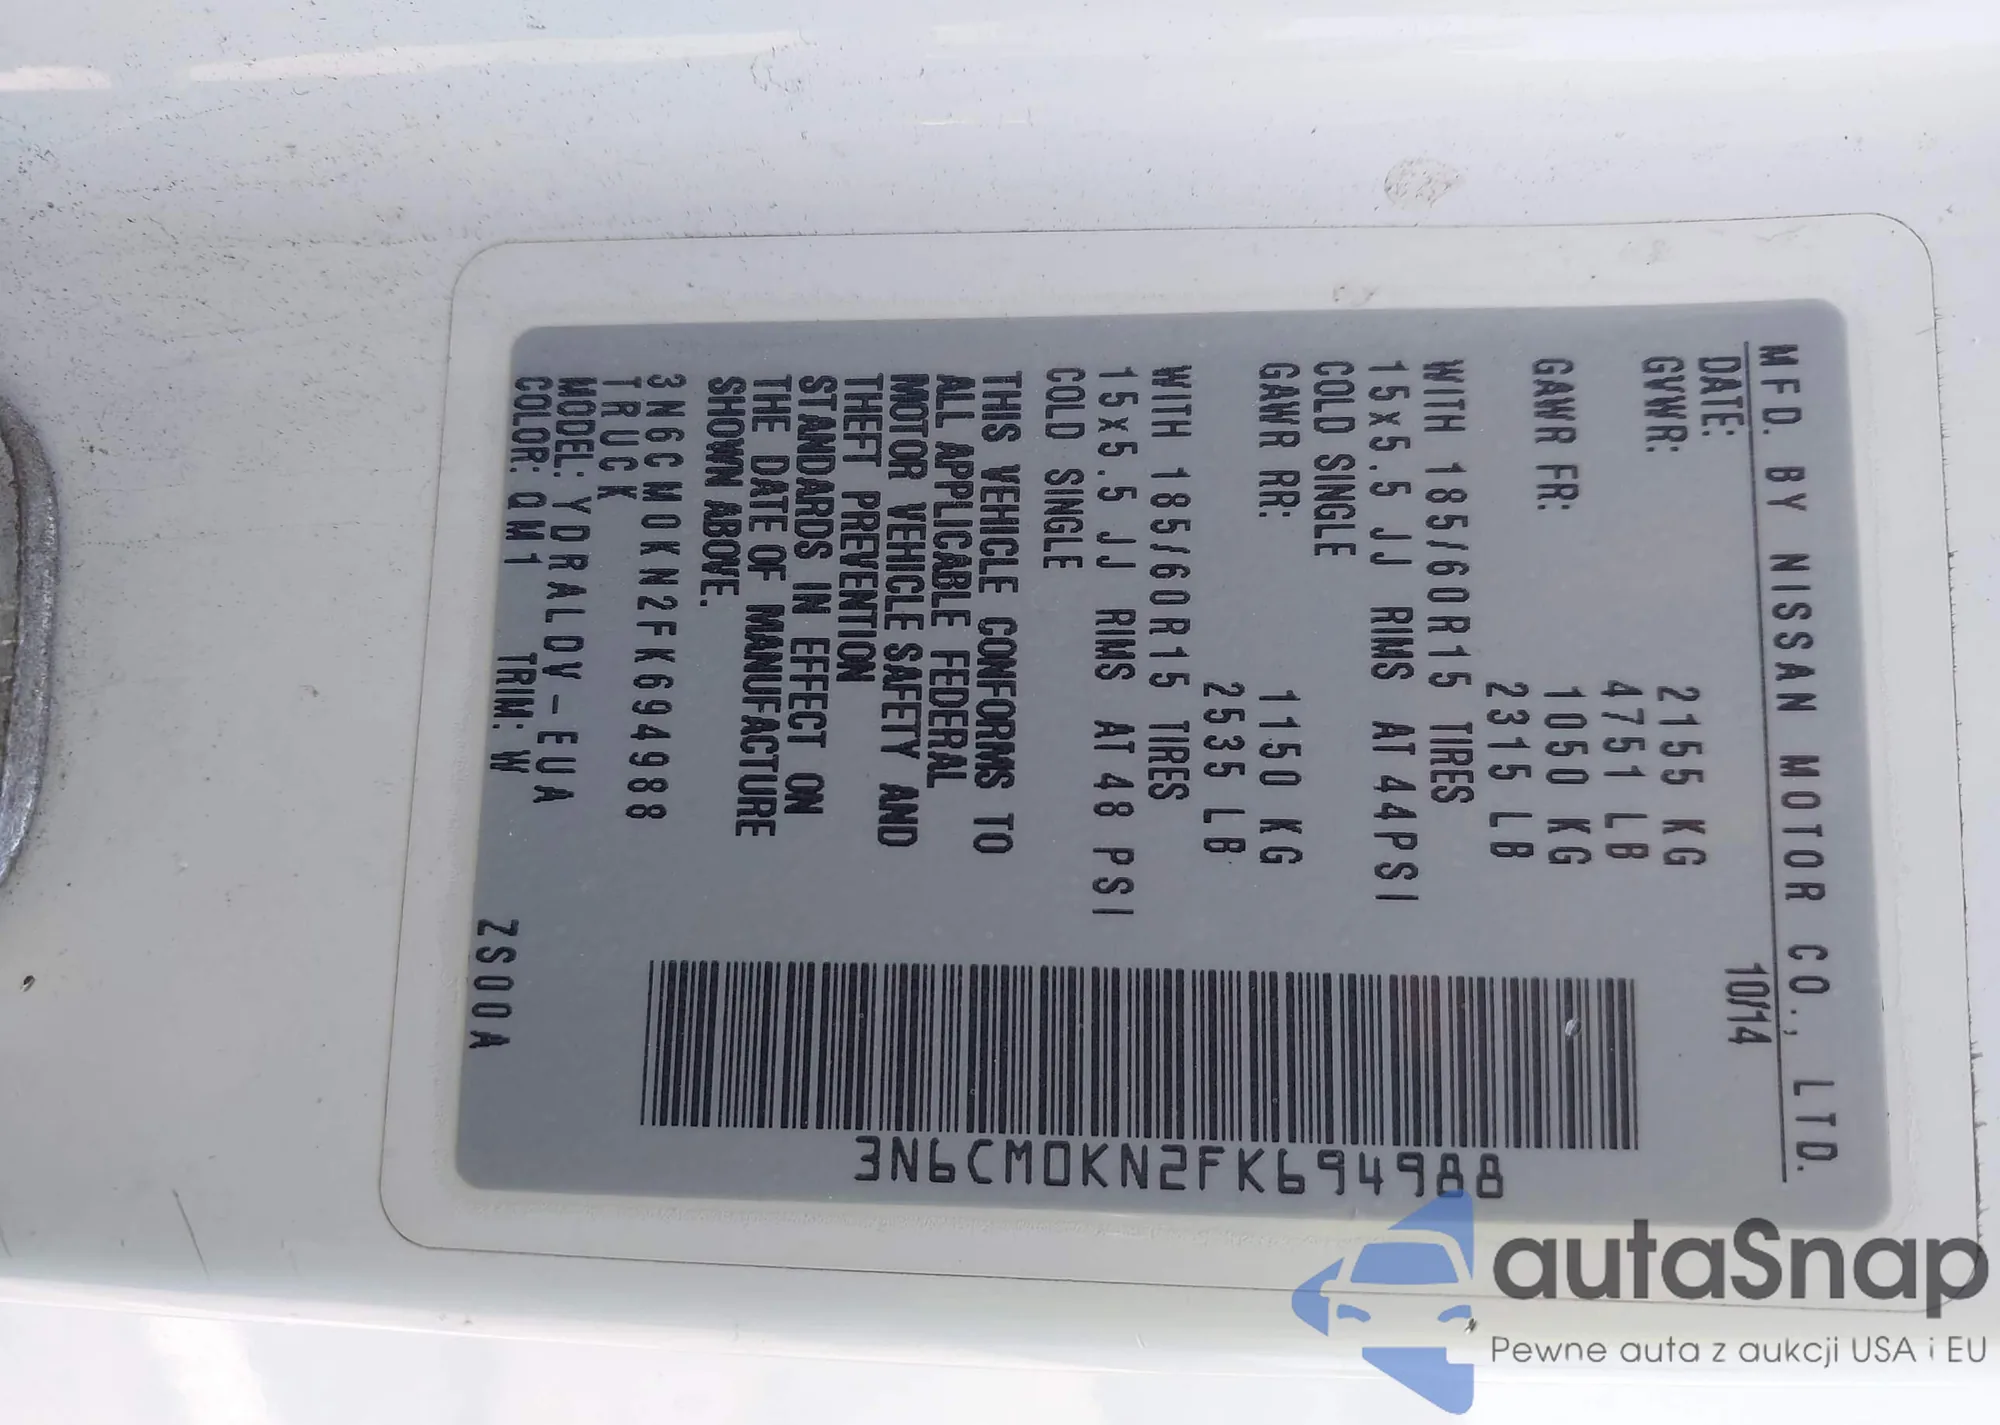 MFD. BY NISSAN MOTOR CO., LTD.
DATE: 10/14
GVWR: 2155 KG
4751 LB
GAWR FR: 1050 KG
2315 LB
WITH 185/60R15 TIRES
15x5.5 JJ RIMS AT 44PSI
COLD SINGLE
GAWR RR: 1150 KG
2535 LB
WITH 185/60R15 TIRES
15x5.5 JJ RIMS AT 48 PSI
COLD SINGLE
THIS VEHICLE CONFORMS TO
ALL APPLICABLE FEDERAL
MOTOR VEHICLE SAFETY AND
THEFT PREVENTION
STANDARDS IN EFFECT ON
THE DATE OF MANUFACTURE
SHOWN ABOVE.
3N6CM0KN2FK694988
TRUCK
MODEL: YDRALDV-EUA
COLOR: QM1 TRIM: W ZS00A
3N6CM0KN2FK694988
autaSnap
Pewne auta z aukcji USA i EU